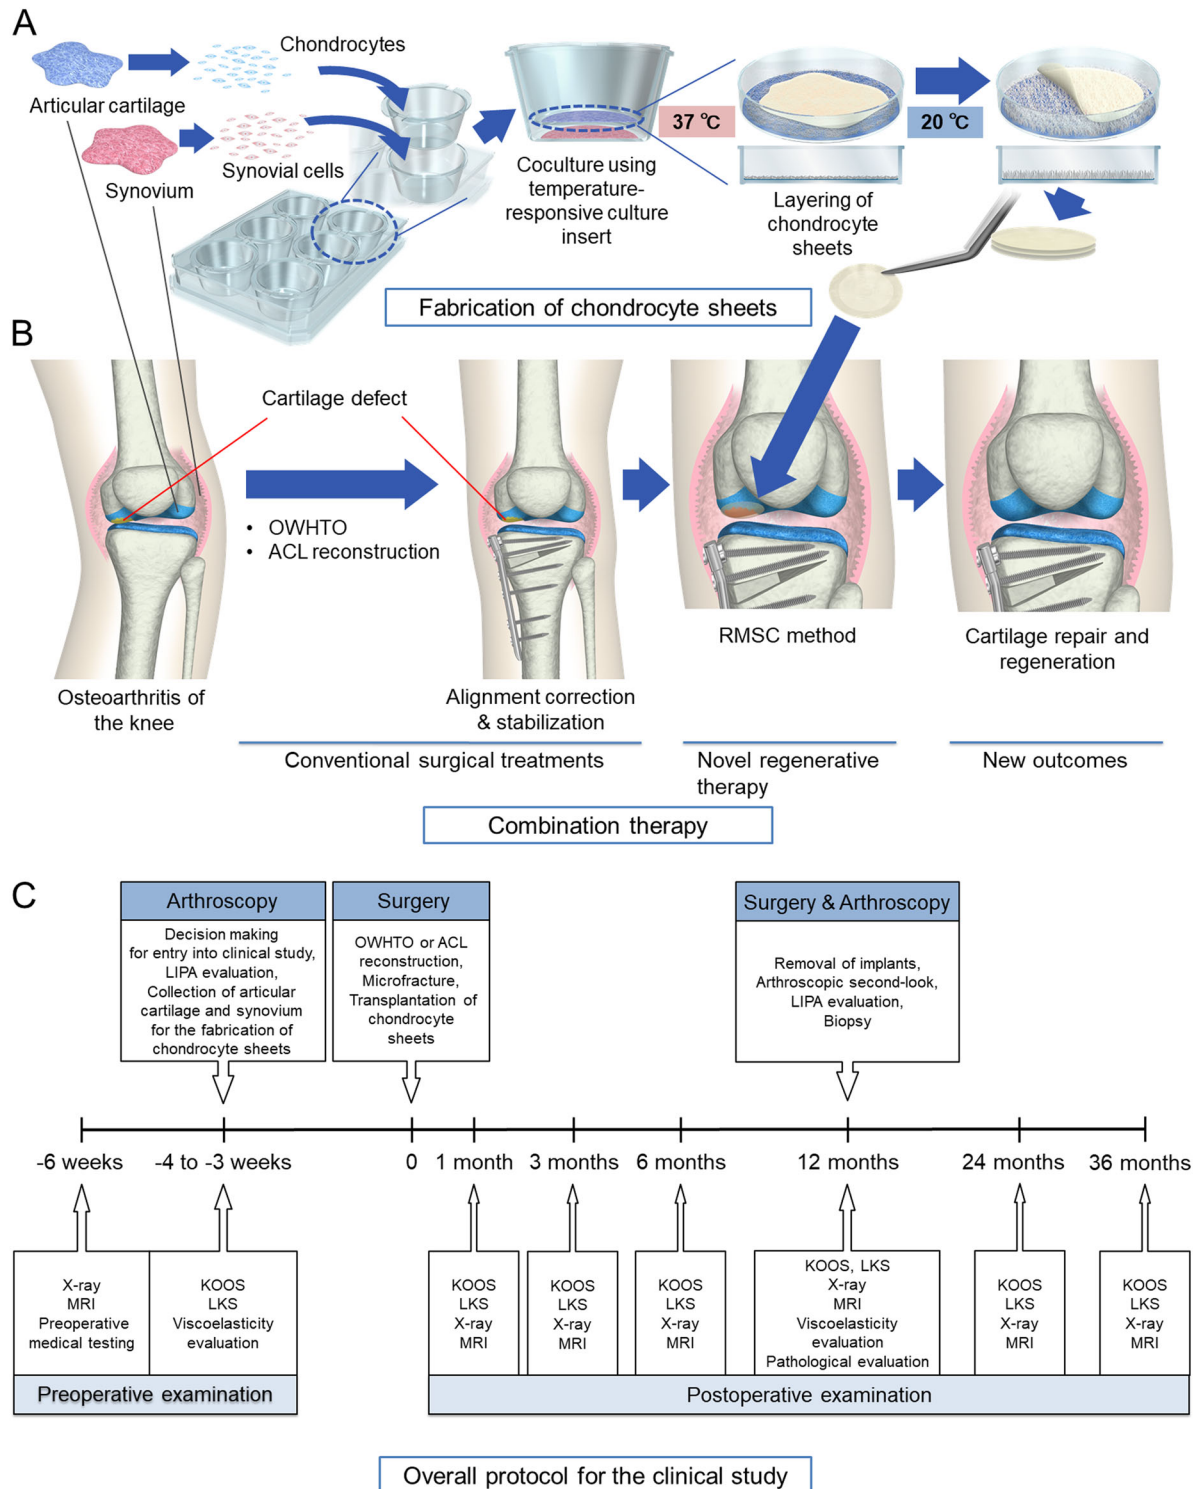 A
Chondrocytes
Articular cartilage
Synovium
Synovial cells
Coculture using
temperature-
responsive culture
insert
37 ℃
20 ℃
Layering of
chondrocyte
sheets
Fabrication of chondrocyte sheets
B
Cartilage defect
• OWHTO
• ACL reconstruction
Osteoarthritis of
the knee
Alignment correction
& stabilization
RMSC method
Cartilage repair and
regeneration
Conventional surgical treatments
Novel regenerative
therapy
New outcomes
Combination therapy
C
Arthroscopy
Decision making
for entry into clinical study,
LIPA evaluation,
Collection of articular
cartilage and synovium
for the fabrication of
chondrocyte sheets
Surgery
OWHTO or ACL
reconstruction,
Microfracture,
Transplantation of
chondrocyte
sheets
Surgery & Arthroscopy
Removal of implants,
Arthroscopic second-look,
LIPA evaluation,
Biopsy
-6 weeks
-4 to -3 weeks
0
1 month
3 months
6 months
12 months
24 months
36 months
X-ray
MRI
Preoperative
medical testing
KOOS
LKS
Viscoelasticity
evaluation
KOOS
LKS
X-ray
MRI
KOOS
LKS
X-ray
MRI
KOOS
LKS
X-ray
MRI
KOOS, LKS
X-ray
MRI
Viscoelasticity
evaluation
Pathological evaluation
KOOS
LKS
X-ray
MRI
KOOS
LKS
X-ray
MRI
Preoperative examination
Postoperative examination
Overall protocol for the clinical study